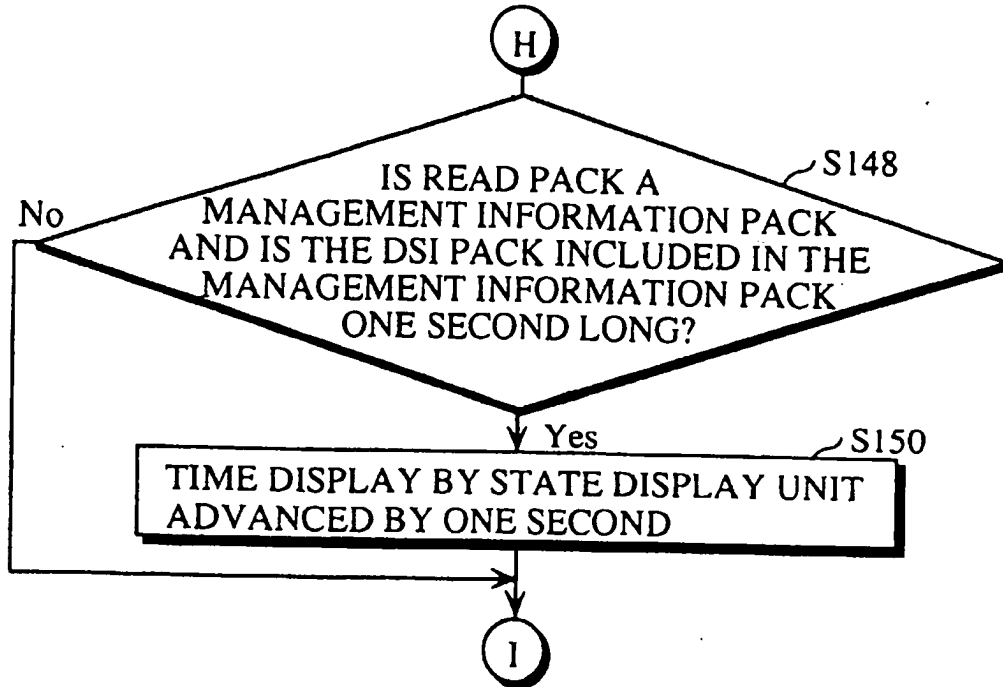 H
S148
IS READ PACK A
MANAGEMENT INFORMATION PACK
AND IS THE DSI PACK INCLUDED IN THE
MANAGEMENT INFORMATION PACK
ONE SECOND LONG?
No
Yes
S150
TIME DISPLAY BY STATE DISPLAY UNIT
ADVANCED BY ONE SECOND
I